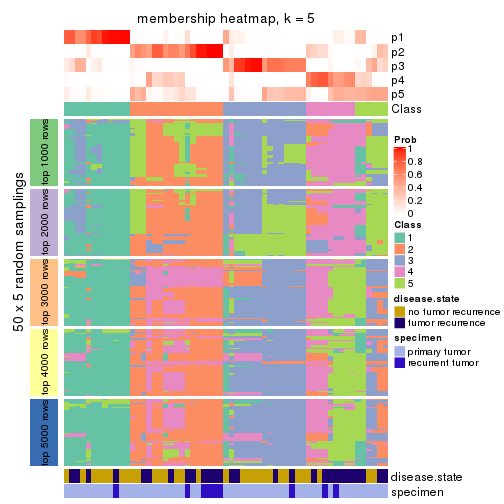 membership heatmap, k = 5
p1
p2
p3
p4
p5
Class
50 x 5 random samplings
top 1000 rows
top 2000 rows
top 3000 rows
top 4000 rows
top 5000 rows
Prob
1
0.8
0.6
0.4
0.2
0
Class
1
2
3
4
5
disease.state
no tumor recurrence
tumor recurrence
specimen
primary tumor
recurrent tumor
disease.state
specimen